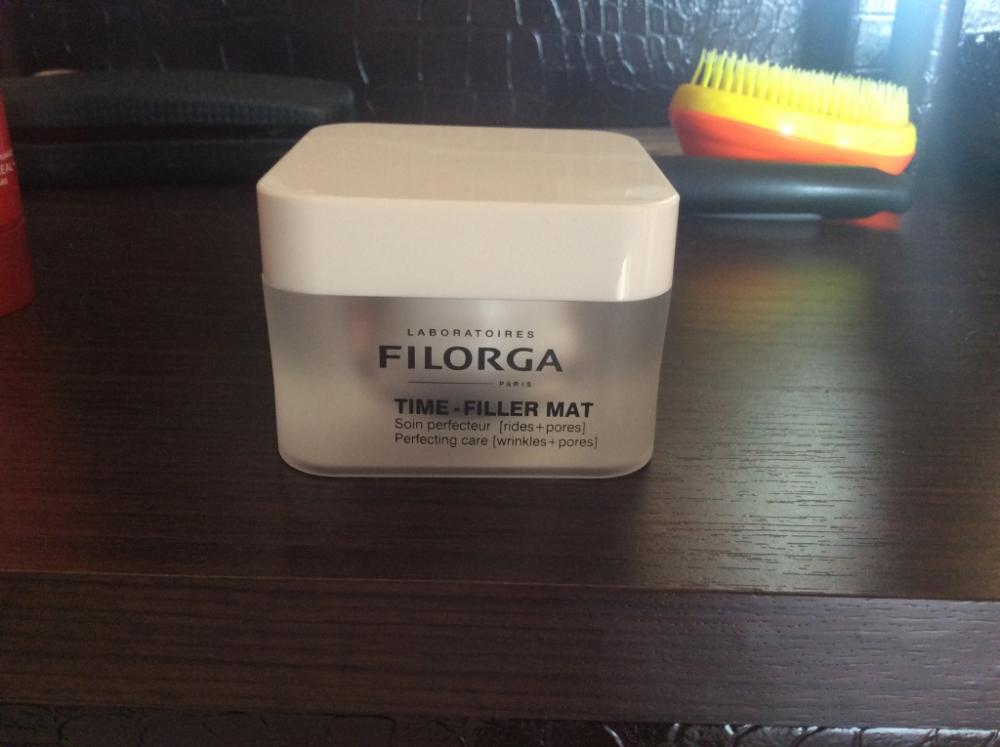 LABORATOIRES
FILORGA
PARIS
TIME-FILLER MAT
Soin perfecteur [rides+pores]
Perfecting care [wrinkles+pores]